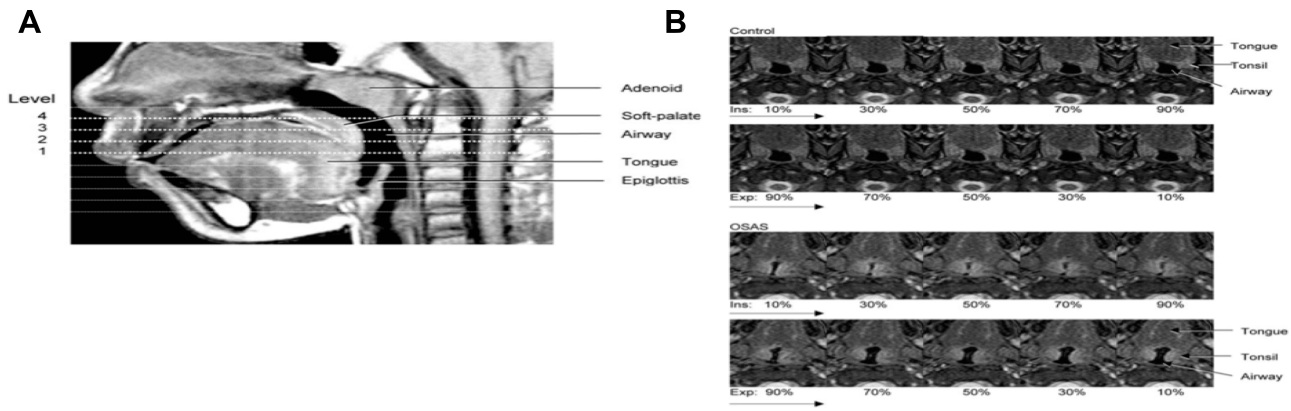 A
Level
4
3
2
1
Adenoid
Soft-palate
Airway
Tongue
Epiglottis
B
Control
Tongue
Tonsil
Airway
Ins: 10% 30% 50% 70% 90%
Exp: 90% 70% 50% 30% 10%
OSAS
Ins: 10% 30% 50% 70% 90%
Tongue
Tonsil
Airway
Exp: 90% 70% 50% 30% 10%